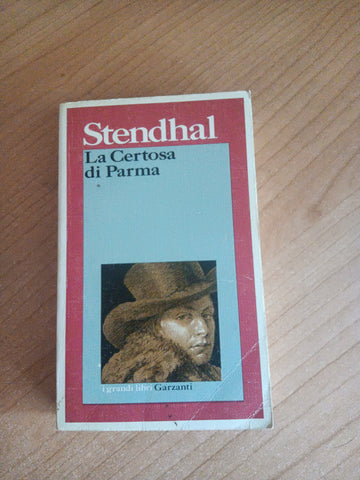 Stendhal
La Certosa
di Parma
i grandi libri Garzanti